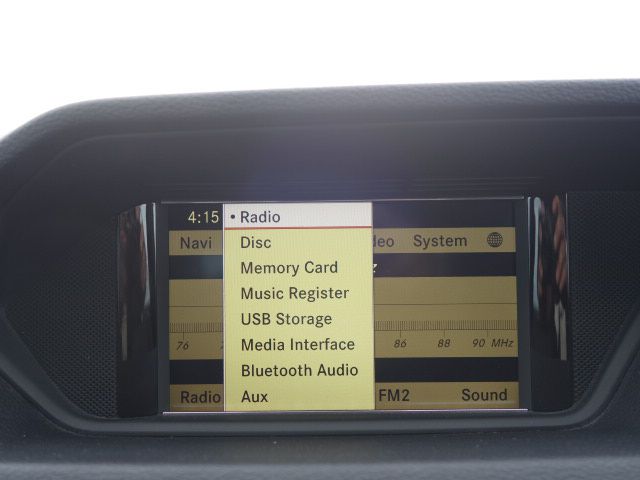 4:15 • Radio
Navi
deo System
Disc
Memory Card
Music Register
USB Storage
Media Interface
Bluetooth Audio
Aux
76
86 88 90 MHz
Radio
FM2 Sound